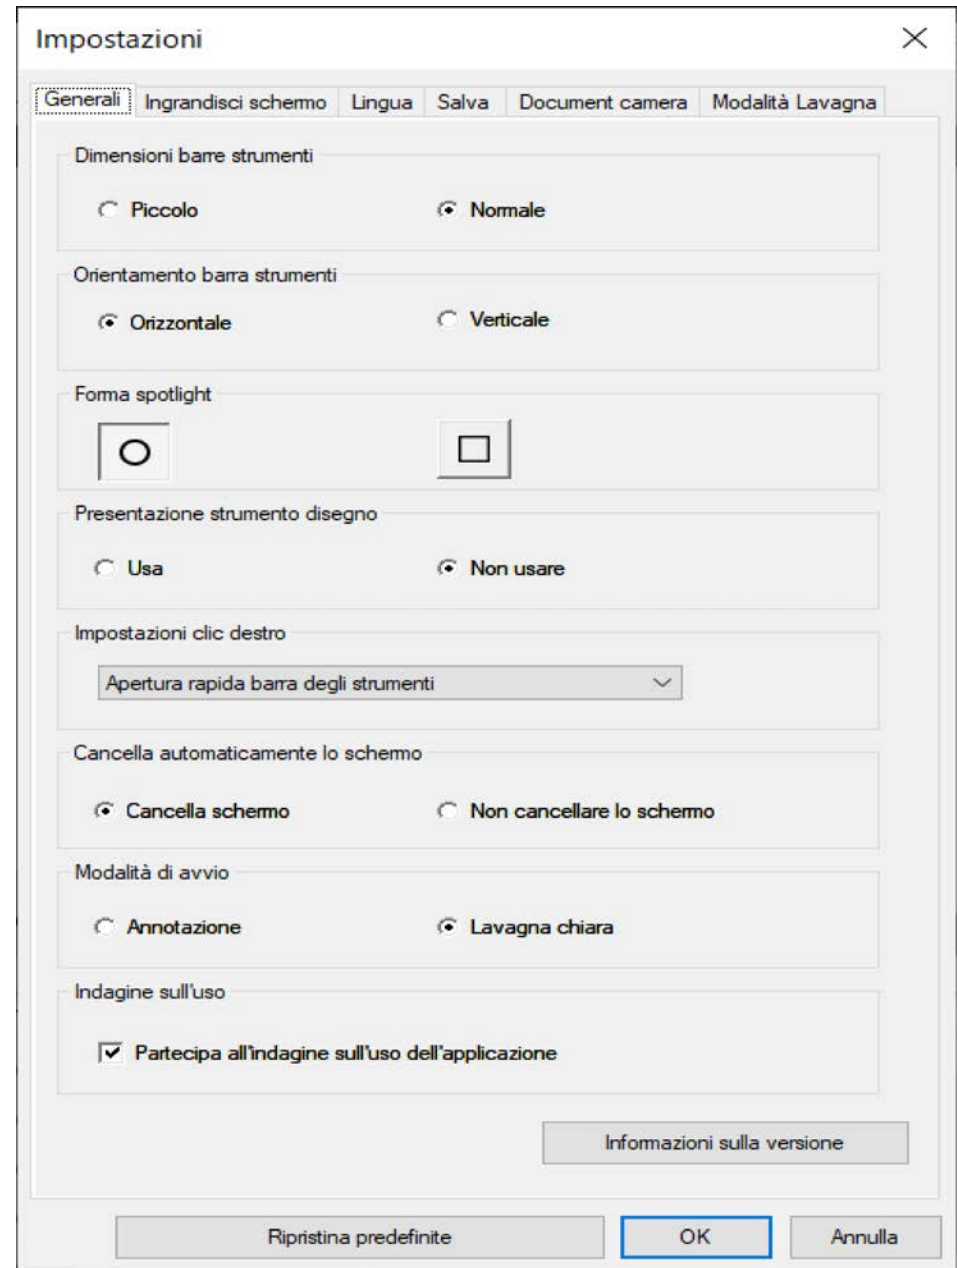 Impostazioni
Generali Ingrandisci schermo Lingua Salva Document camera Modalità Lavagna
Dimensioni barre strumenti
Piccolo Normale
Orientamento barra strumenti
Orizzontale Verticale
Forma spotlight
Presentazione strumento disegno
Usa Non usare
Impostazioni clic destro
Apertura rapida barra degli strumenti
Cancella automaticamente lo schermo
Cancella schermo Non cancellare lo schermo
Modalità di avvio
Annotazione Lavagna chiara
Indagine sull'uso
Partecipa all'indagine sull'uso dell'applicazione
Informazioni sulla versione
Ripristina predefinite OK Annulla